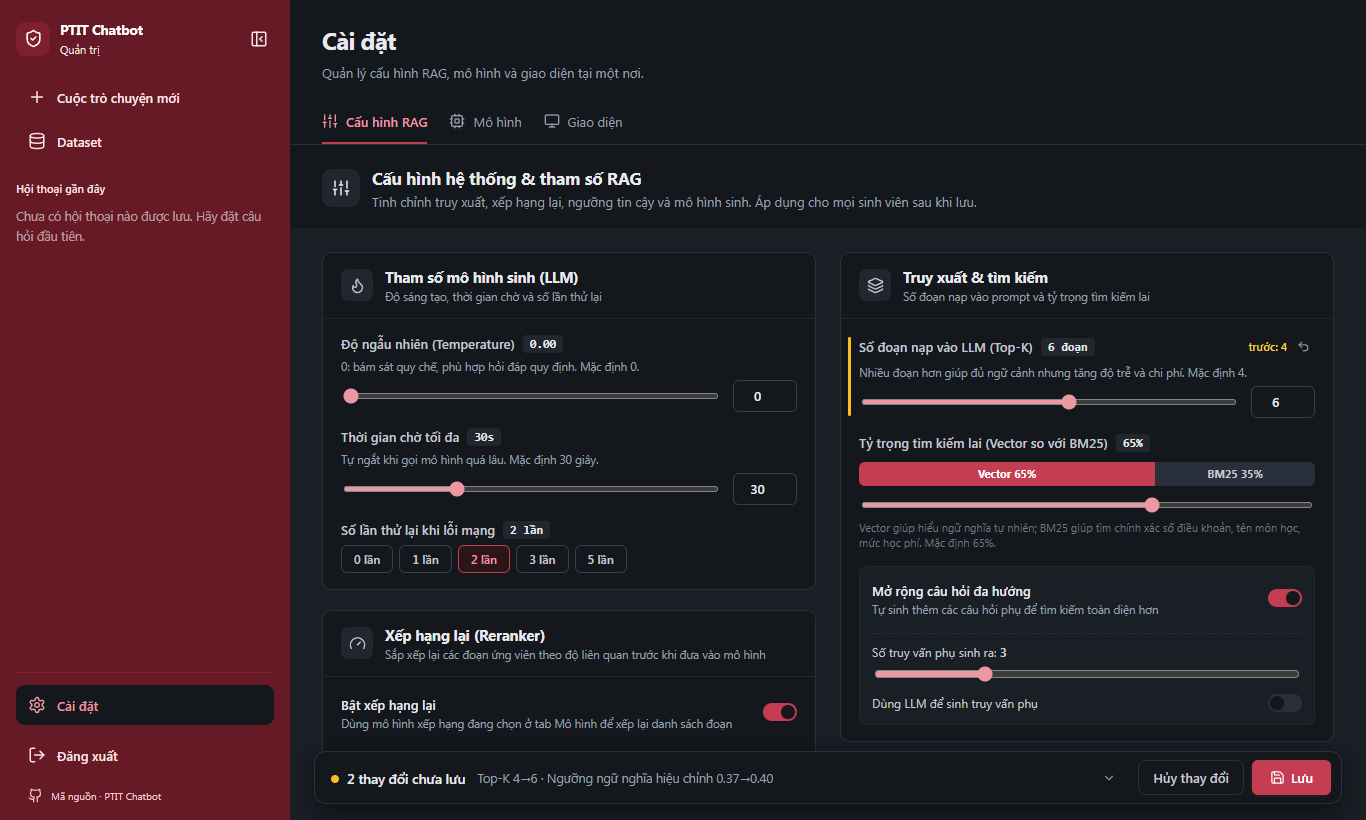 PTIT Chatbot
Quản trị
Cuộc trò chuyện mới
Dataset
Hội thoại gần đây
Chưa có hội thoại nào được lưu. Hãy đặt câu
hỏi đầu tiên.
Cài đặt
Đăng xuất
Mã nguồn · PTIT Chatbot
Cài đặt
Quản lý cấu hình RAG, mô hình và giao diện tại một nơi.
Cấu hình RAG
Mô hình
Giao diện
Cấu hình hệ thống & tham số RAG
Tinh chỉnh truy xuất, xếp hạng lại, ngưỡng tin cậy và mô hình sinh. Áp dụng cho mọi sinh viên sau khi lưu.
Tham số mô hình sinh (LLM)
Độ sáng tạo, thời gian chờ và số lần thử lại
Độ ngẫu nhiên (Temperature) 0.00
0: bám sát quy chế, phù hợp hỏi đáp quy định. Mặc định 0.
0
Thời gian chờ tối đa 30s
Tự ngắt khi gọi mô hình quá lâu. Mặc định 30 giây.
30
Số lần thử lại khi lỗi mạng 2 lần
0 lần 1 lần 2 lần 3 lần 5 lần
Xếp hạng lại (Reranker)
Sắp xếp lại các đoạn ứng viên theo độ liên quan trước khi đưa vào mô hình
Bật xếp hạng lại
Dùng mô hình xếp hạng đang chọn ở tab Mô hình để xếp lại danh sách đoạn
Truy xuất & tìm kiếm
Số đoạn nạp vào prompt và tỷ trọng tìm kiếm lai
Số đoạn nạp vào LLM (Top-K) 6 đoạn trước: 4
Nhiều đoạn hơn giúp đủ ngữ cảnh nhưng tăng độ trễ và chi phí. Mặc định 4.
6
Tỷ trọng tìm kiếm lai (Vector so với BM25) 65%
Vector 65% BM25 35%
Vector giúp hiểu ngữ nghĩa tự nhiên; BM25 giúp tìm chính xác số điều khoản, tên môn học,
mức học phí. Mặc định 65%.
Mở rộng câu hỏi đa hướng
Tự sinh thêm các câu hỏi phụ để tìm kiếm toàn diện hơn
Số truy vấn phụ sinh ra: 3
Dùng LLM để sinh truy vấn phụ
2 thay đổi chưa lưu Top-K 4→6 · Ngưỡng ngữ nghĩa hiệu chỉnh 0.37→0.40
Hủy thay đổi
Lưu